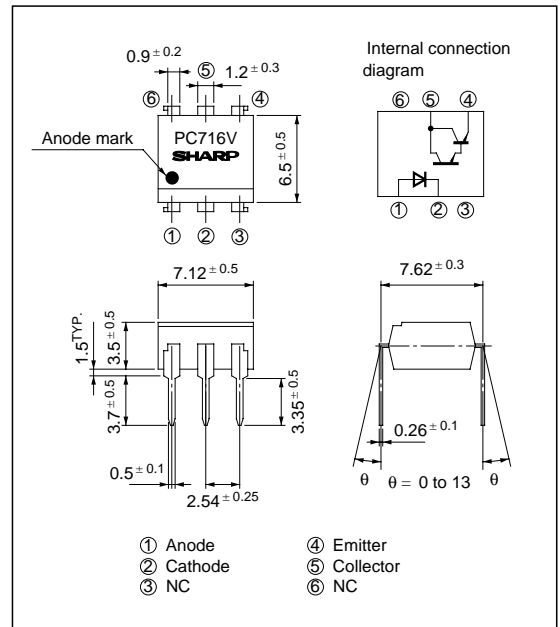 0.9 ± 0.2
⑤
1.2 ± 0.3
⑥
④
Anode mark
PC716V
SHARP
6.5 ± 0.5
①
②
③
Internal connection
diagram
⑥
⑤
④
①
②
③
7.12 ± 0.5
1.5 TYP.
3.5 ± 0.5
3.7 ± 0.5
3.35 ± 0.5
0.5 ± 0.1
2.54 ± 0.25
7.62 ± 0.3
0.26 ± 0.1
θ
θ = 0 to 13
θ
① Anode
② Cathode
③ NC
④ Emitter
⑤ Collector
⑥ NC